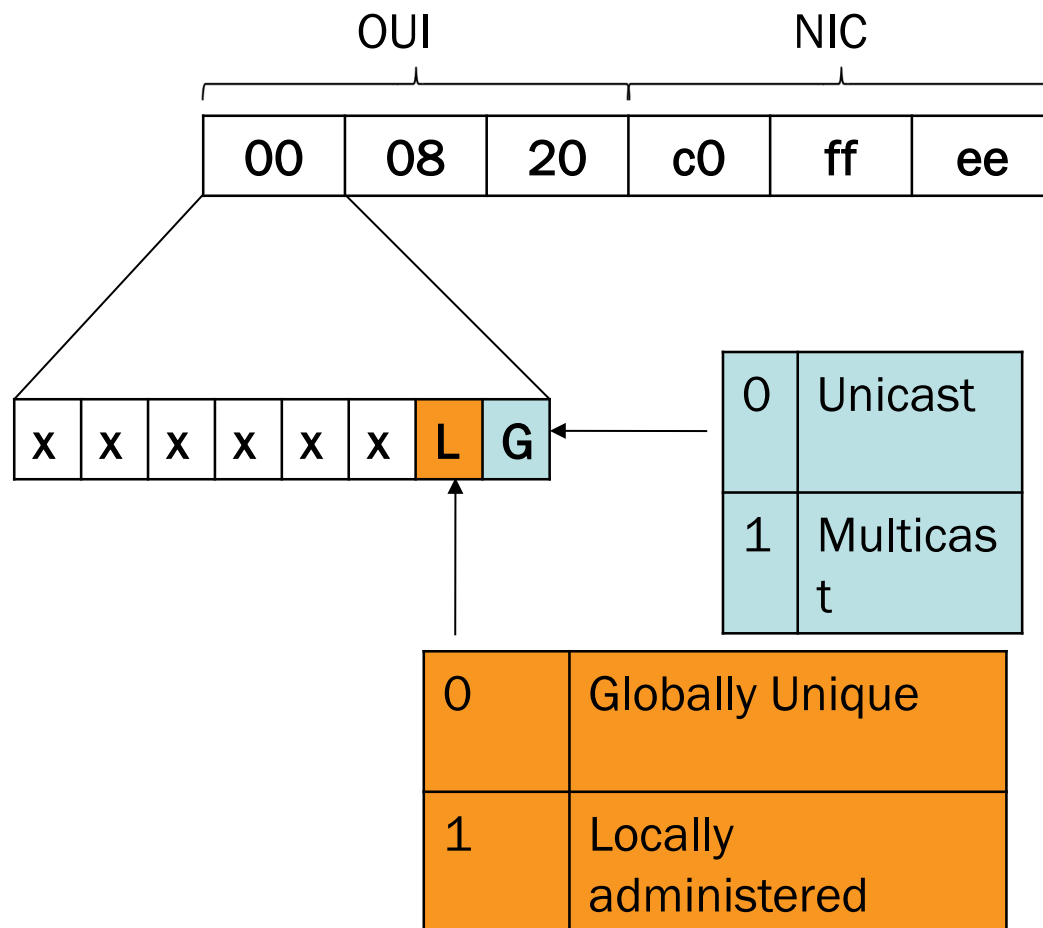 OUI NIC
00 08 20 c0 ff ee
x x x x x x L G
0 Unicast
1 Multicas
t
0 Globally Unique
1 Locally
administered